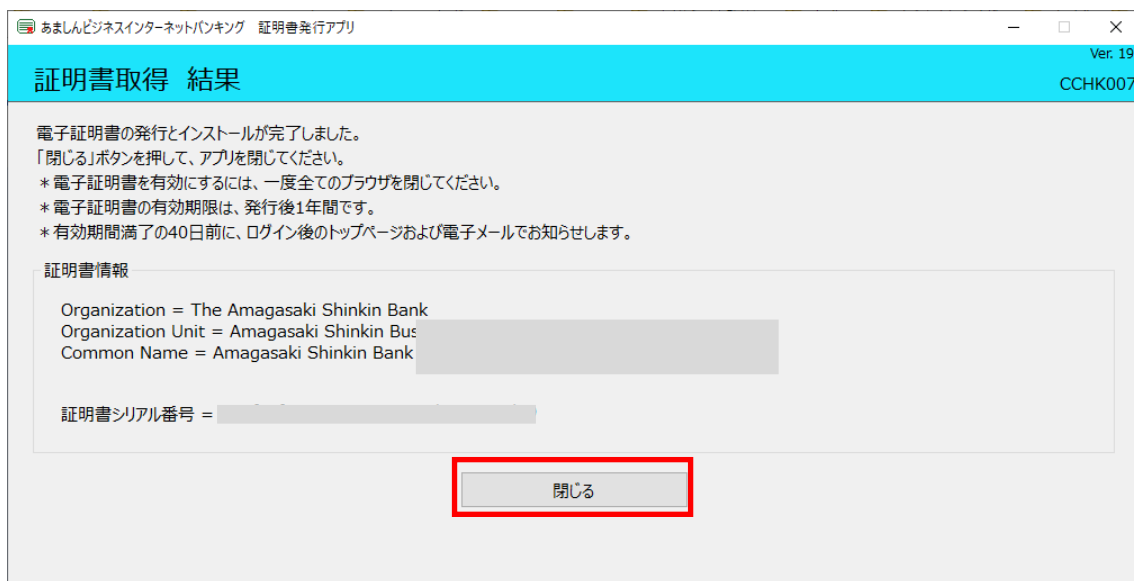 あましんビジネスインターネットバンキング 証明書発行アプリ
Ver. 19
証明書取得 結果
CCHK007
電子証明書の発行とインストールが完了しました。
「閉じる」ボタンを押して、アプリを閉じてください。
＊電子証明書を有効にするには、一度全てのブラウザを閉じてください。
＊電子証明書の有効期限は、発行後1年間です。
＊有効期間満了の40日前に、ログイン後のトップページおよび電子メールでお知らせします。
証明書情報
Organization = The Amagasaki Shinkin Bank
Organization Unit = Amagasaki Shinkin Bus
Common Name = Amagasaki Shinkin Bank
証明書シリアル番号 =
閉じる